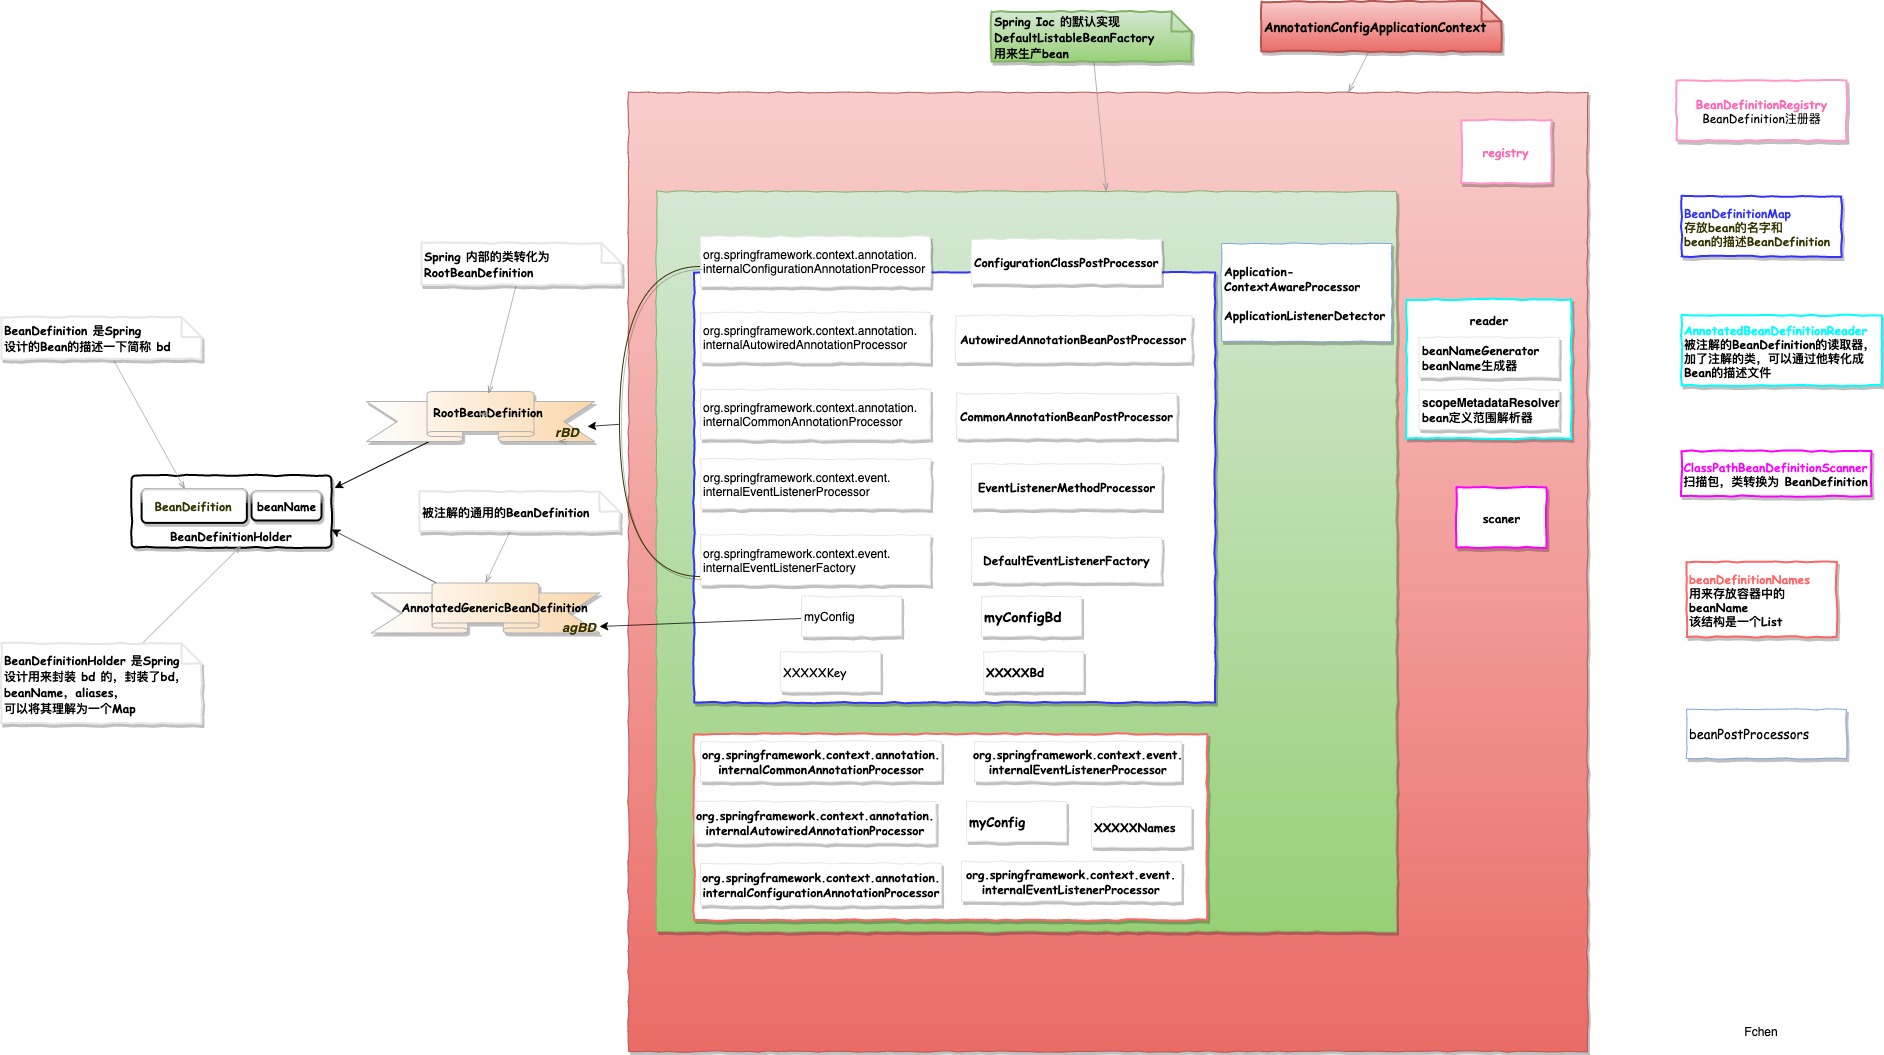 Spring Ioc 的默认实现
DefaultListableBeanFactory
用来生产bean
AnnotationConfigApplicationContext
BeanDefinitionRegistry
BeanDefinition注册器
registry
BeanDefinitionMap
存放bean的名字和
bean的描述BeanDefinition
Spring 内部的类转化为
RootBeanDefinition
org.springframework.context.annotation.
internalConfigurationAnnotationProcessor
ConfigurationClassPostProcessor
Application-
ContextAwareProcessor
ApplicationListenerDetector
BeanDefinition 是Spring
设计的Bean的描述一下简称 bd
org.springframework.context.annotation.
internalAutowiredAnnotationProcessor
AutowiredAnnotationBeanPostProcessor
reader
beanNameGenerator
beanName生成器
scopeMetadataResolver
bean定义范围解析器
AnnotatedBeanDefinitionReader
被注解的BeanDefinition的读取器，
加了注解的类，可以通过他转化成
Bean的描述文件
RootBeanDefinition
rBD
org.springframework.context.annotation.
internalCommonAnnotationProcessor
CommonAnnotationBeanPostProcessor
org.springframework.context.event.
internalEventListenerProcessor
EventListenerMethodProcessor
ClassPathBeanDefinitionScanner
扫描包，类转换为 BeanDefinition
scaner
BeanDeifition
beanName
BeanDefinitionHolder
被注解的通用的BeanDefinition
org.springframework.context.event.
internalEventListenerFactory
DefaultEventListenerFactory
AnnotatedGenericBeanDefinition
agBD
myConfig
myConfigBd
beanDefinitionNames
用来存放容器中的
beanName
该结构是一个List
BeanDefinitionHolder 是Spring
设计用来封装 bd 的，封装了bd，
beanName，aliases，
可以将其理解为一个Map
XXXXXKey
XXXXXBd
beanPostProcessors
org.springframework.context.annotation.
internalCommonAnnotationProcessor
org.springframework.context.event.
internalEventListenerProcessor
org.springframework.context.annotation.
internalAutowiredAnnotationProcessor
myConfig
XXXXXNames
org.springframework.context.annotation.
internalConfigurationAnnotationProcessor
org.springframework.context.event.
internalEventListenerProcessor
Fchen